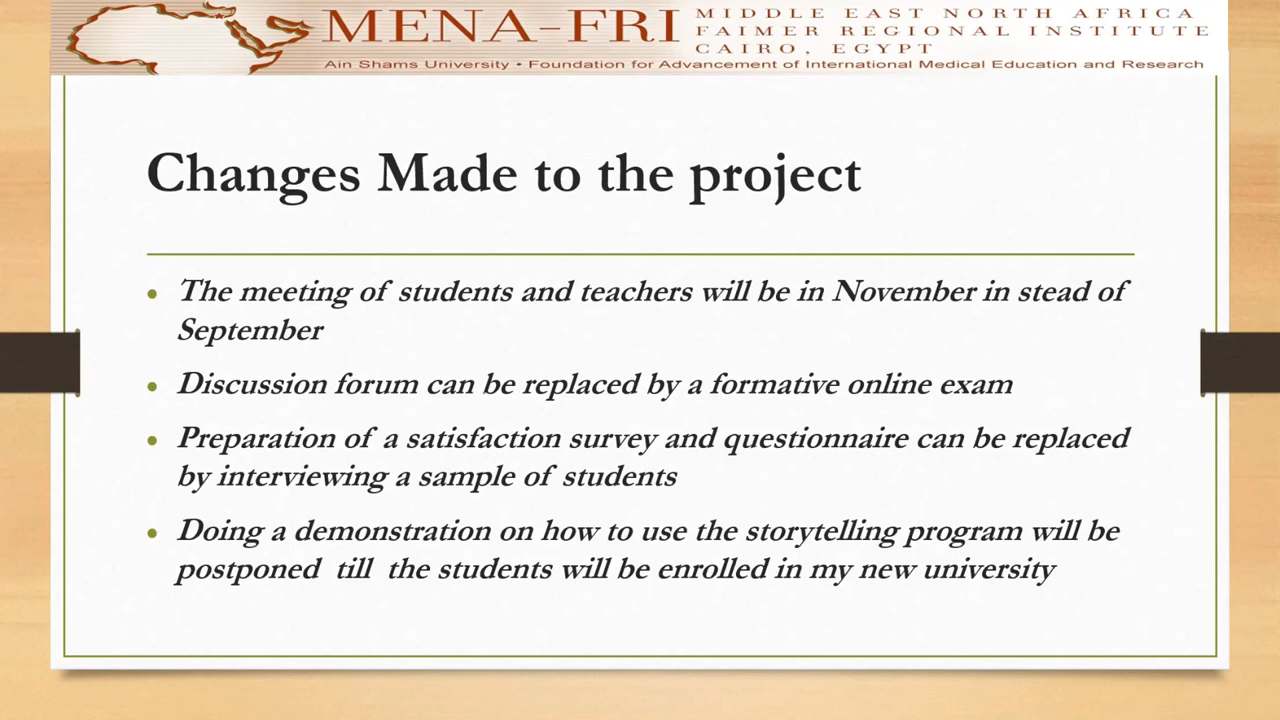 MENA-FRI
MIDDLE EAST NORTH AFRICA
FAIMER REGIONAL INSTITUTE
CAIRO, EGYPT
Ain Shams University • Foundation for Advancement of International Medical Education and Research
Changes Made to the project
• The meeting of students and teachers will be in November in stead of
September
• Discussion forum can be replaced by a formative online exam
• Preparation of a satisfaction survey and questionnaire can be replaced
by interviewing a sample of students
• Doing a demonstration on how to use the storytelling program will be
postponed till the students will be enrolled in my new university